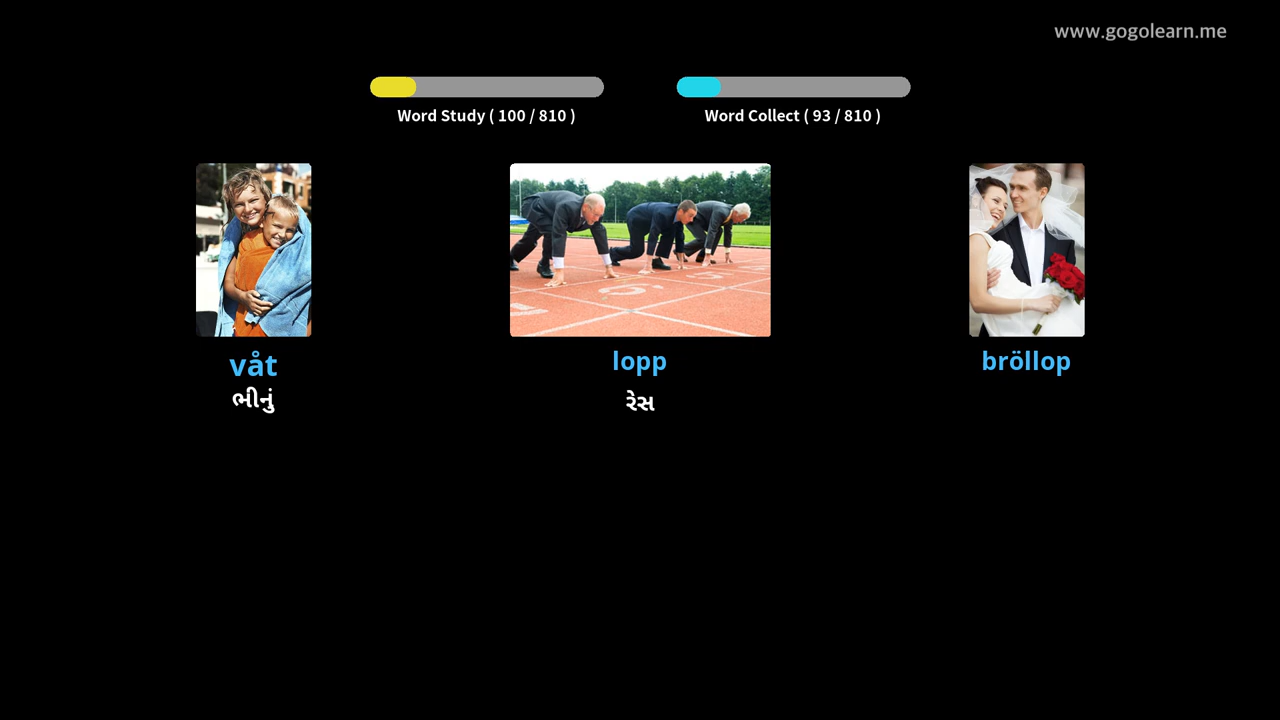 www.gogolearn.me
Word Study ( 100 / 810 )
Word Collect ( 93 / 810 )
våt
lopp
bröllop
ભીનું
રેસ